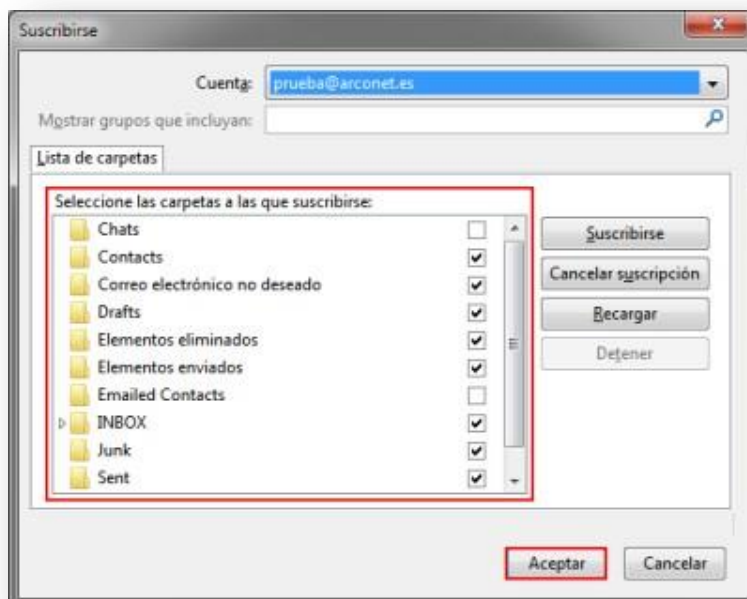 Suscribirse
Cuenta: prueba@arconet.es
Mostrar grupos que incluyan:
Lista de carpetas
Seleccione las carpetas a las que suscribirse:
Chats
Contacts
Correo electrónico no deseado
Drafts
Elementos eliminados
Elementos enviados
Emailed Contacts
INBOX
Junk
Sent
Suscribirse
Cancelar suscripción
Recargar
Detener
Aceptar
Cancelar